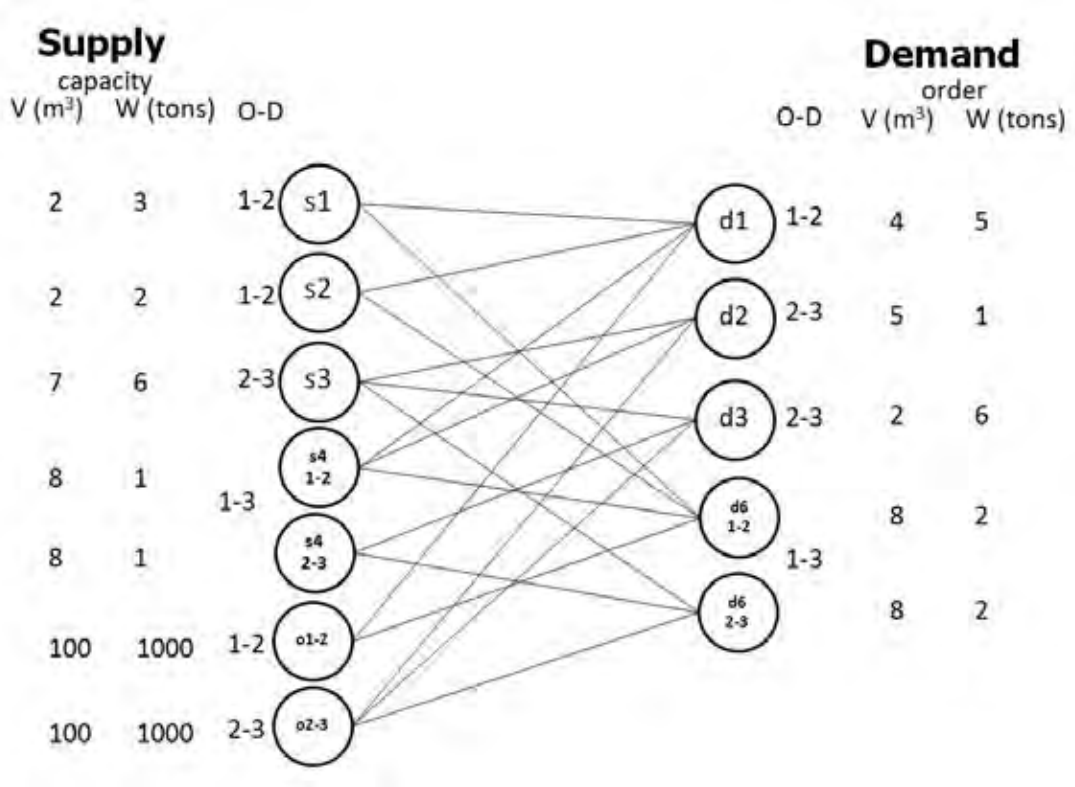 Supply
capacity
V (m³) W (tons) O-D
Demand
order
O-D V (m³) W (tons)
2 3 1-2 s1
2 2 1-2 s2
7 6 2-3 s3
8 1 s4 1-2
1-3
8 1 s4 2-3
100 1000 1-2 o1-2
100 1000 2-3 o2-3
d1 1-2 4 5
d2 2-3 5 1
d3 2-3 2 6
d6 1-2 8 2
1-3
d6 2-3 8 2